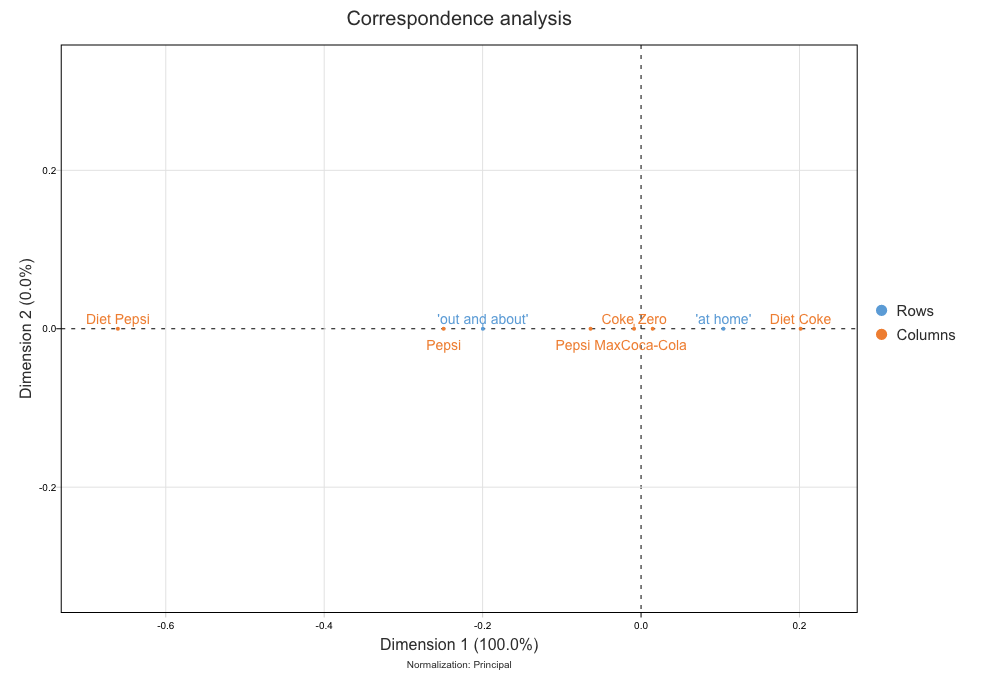 Correspondence analysis
Dimension 2 (0.0%)
0.2
0.0
-0.2
Diet Pepsi
'out and about'
Coke Zero
'at home'
Diet Coke
Pepsi
Pepsi Max
Coca-Cola
Rows
Columns
-0.6
-0.4
-0.2
0.0
0.2
Dimension 1 (100.0%)
Normalization: Principal